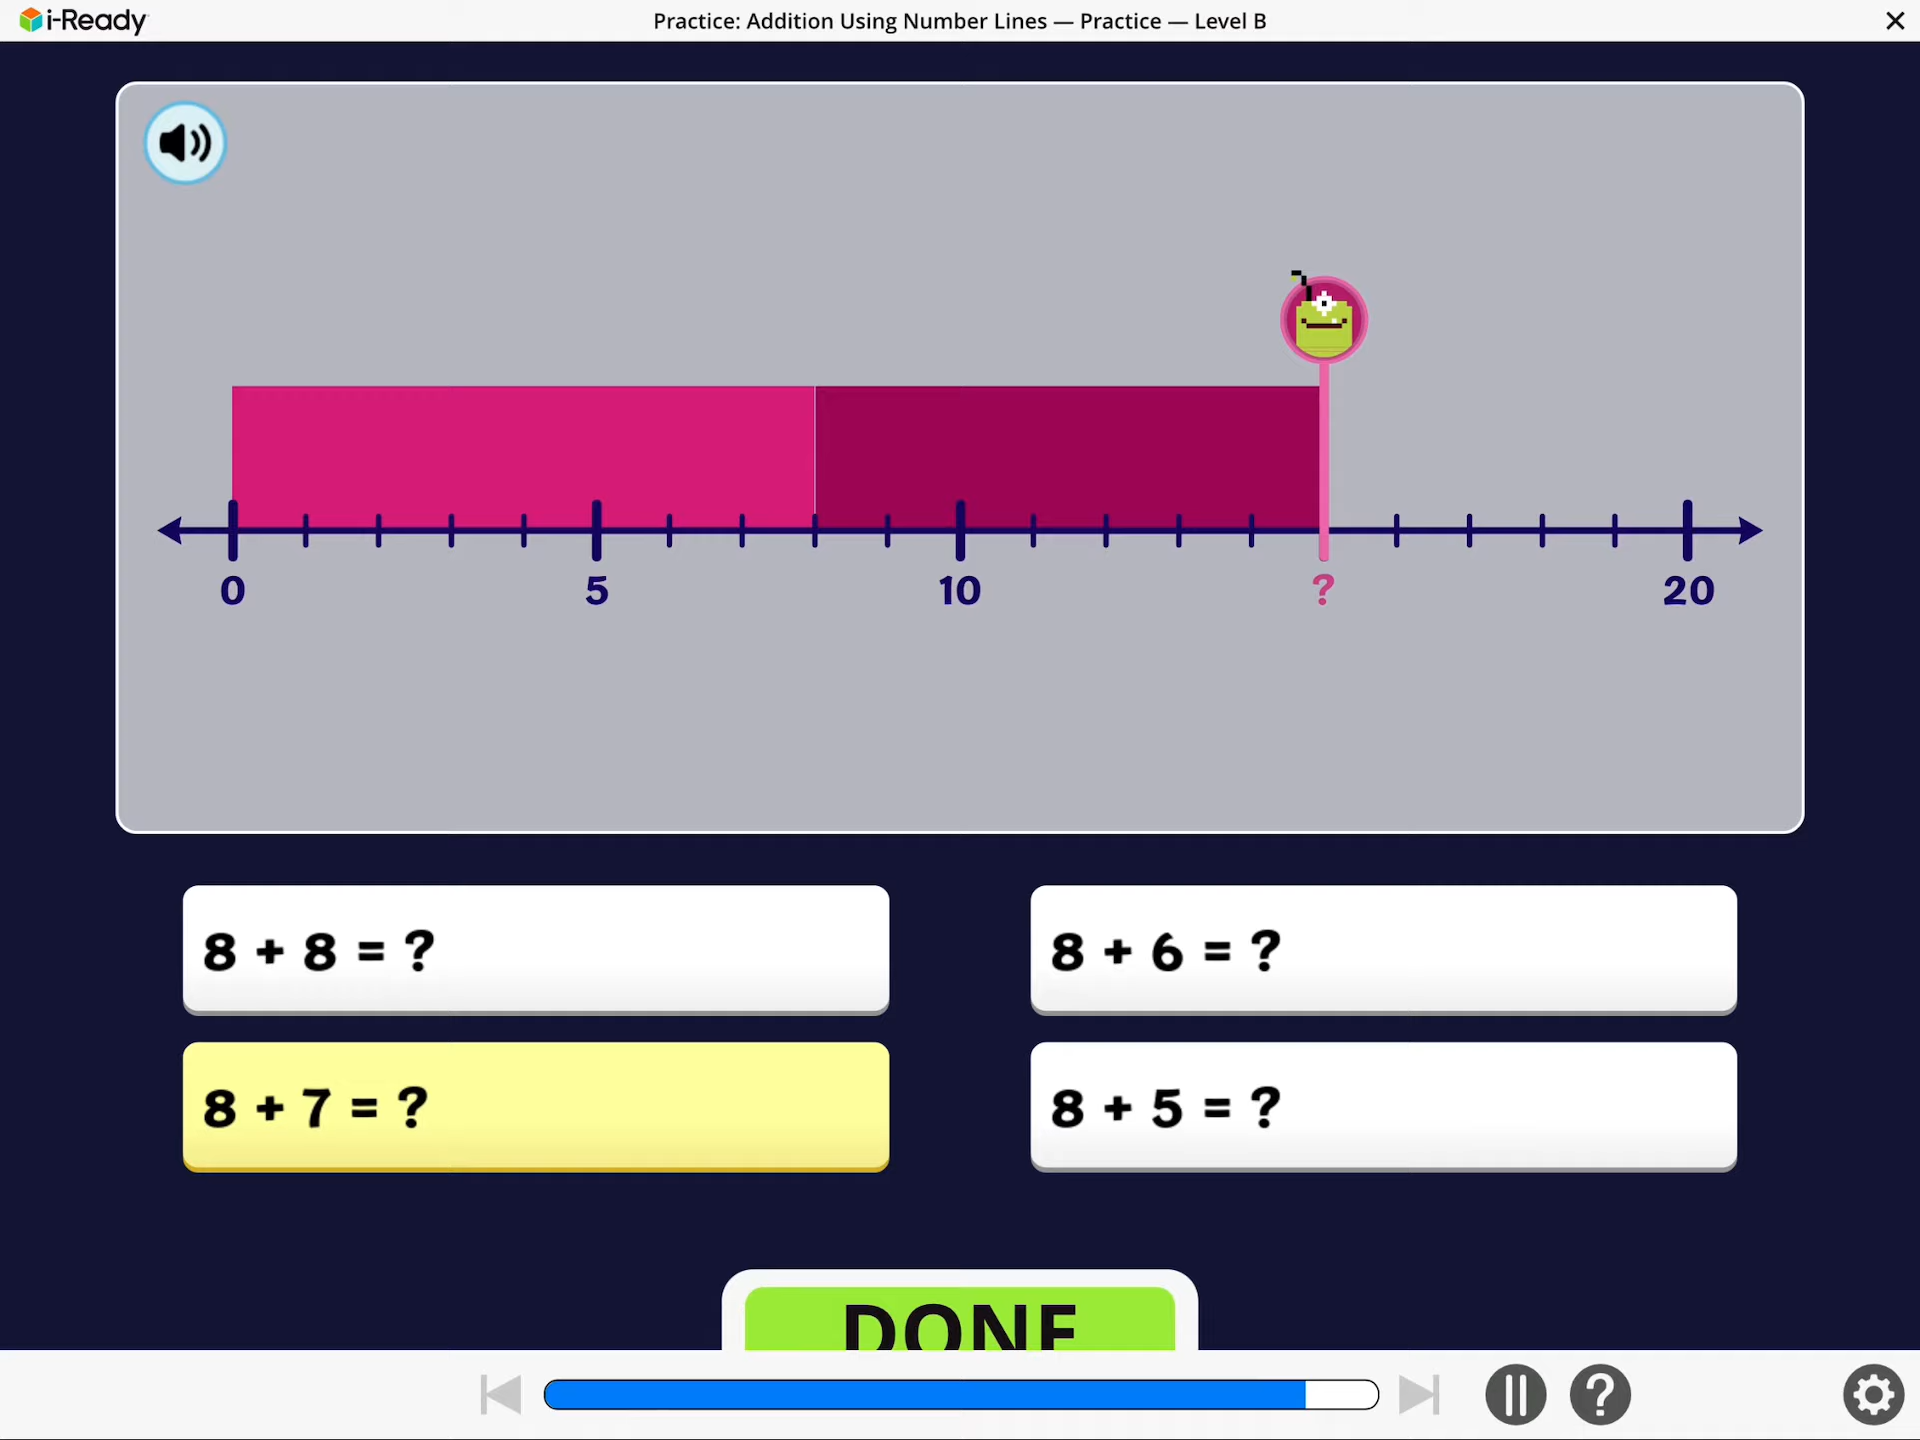 i-Ready
Practice: Addition Using Number Lines — Practice — Level B
0 5 10 ? 20
8 + 8 = ?
8 + 6 = ?
8 + 7 = ?
8 + 5 = ?
DONE
?